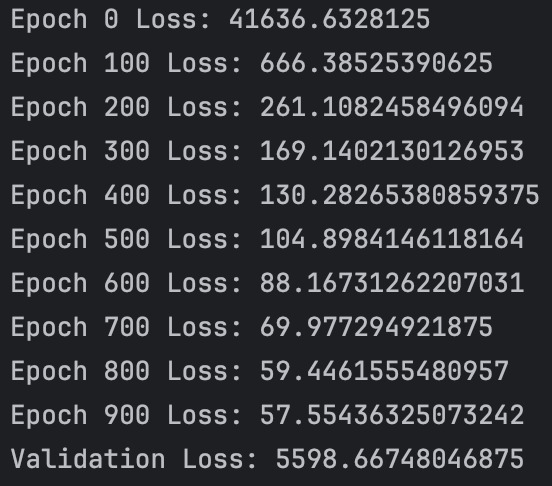 Epoch 0 Loss: 41636.6328125
Epoch 100 Loss: 666.38525390625
Epoch 200 Loss: 261.1082458496094
Epoch 300 Loss: 169.1402130126953
Epoch 400 Loss: 130.28265380859375
Epoch 500 Loss: 104.8984146118164
Epoch 600 Loss: 88.16731262207031
Epoch 700 Loss: 69.977294921875
Epoch 800 Loss: 59.4461555480957
Epoch 900 Loss: 57.55436325073242
Validation Loss: 5598.66748046875